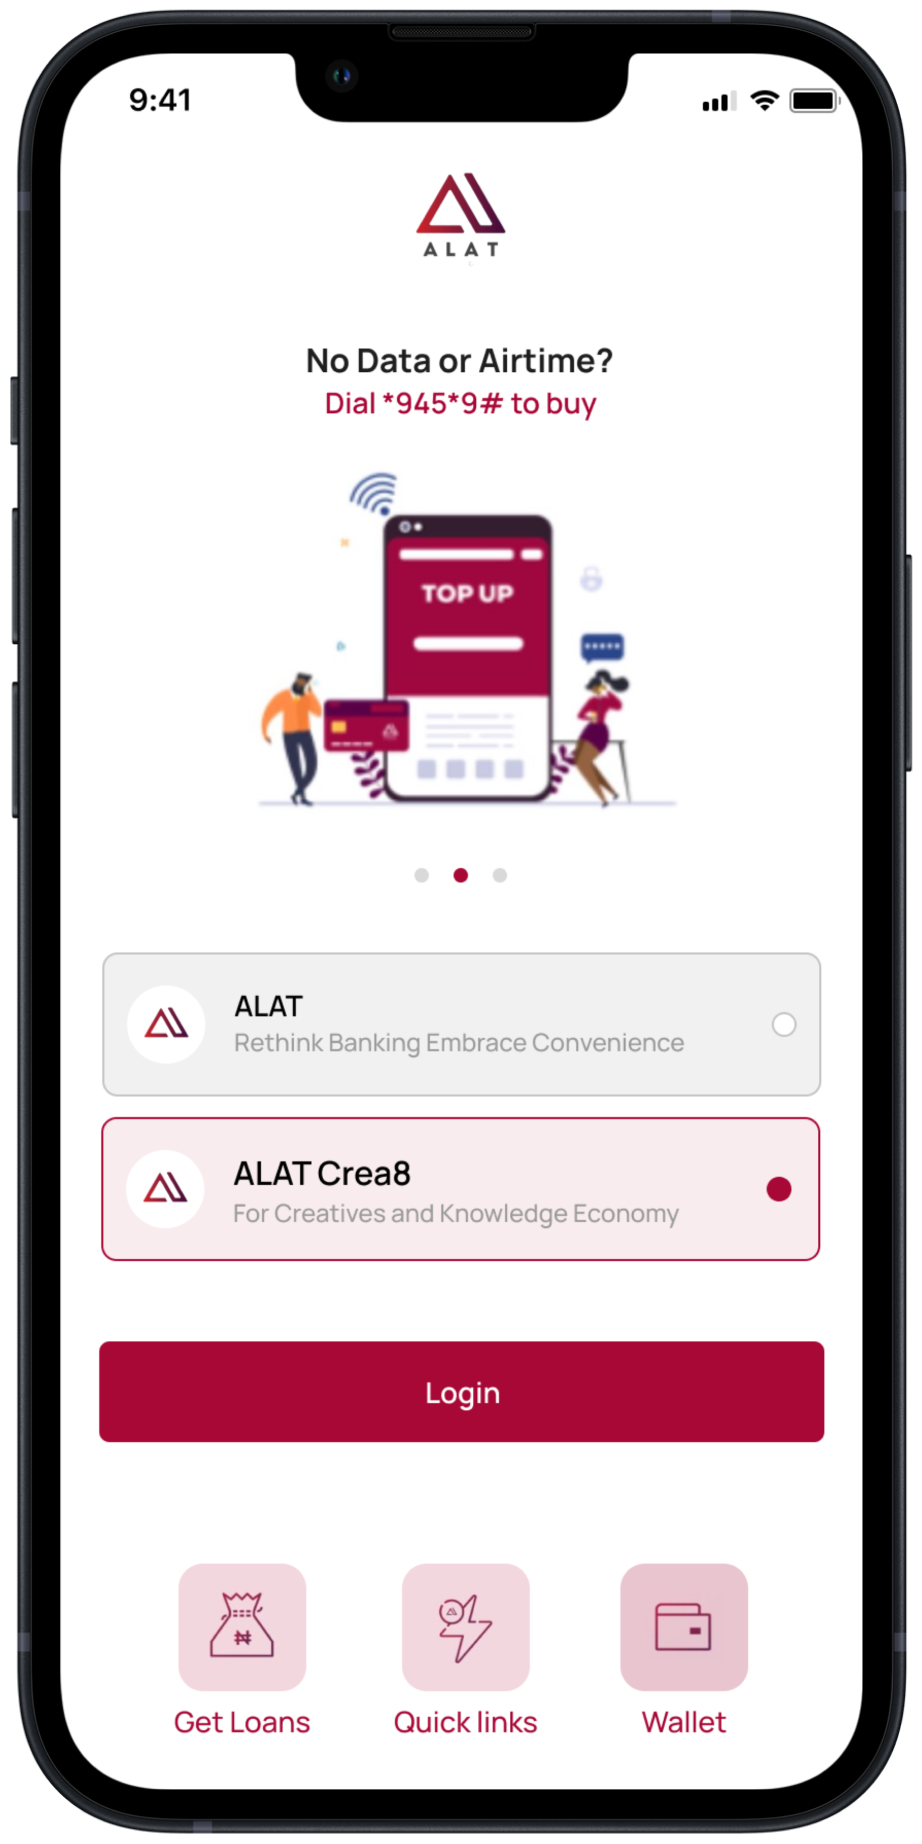 9:41
ALAT
No Data or Airtime?
Dial *945*9# to buy
TOP UP
ALAT
Rethink Banking Embrace Convenience
ALAT Crea8
For Creatives and Knowledge Economy
Login
Get Loans
Quick links
Wallet